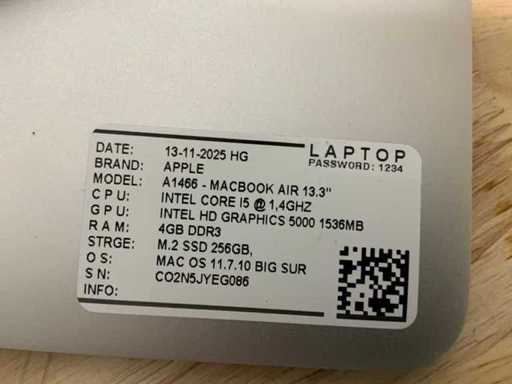 DATE: 13-11-2025 HG
LAPTOP
PASSWORD: 1234
BRAND: APPLE
MODEL: A1466 - MACBOOK AIR 13.3"
CPU: INTEL CORE I5 @ 1,4GHZ
GPU: INTEL HD GRAPHICS 5000 1536MB
RAM: 4GB DDR3
STRGE: M.2 SSD 256GB,
OS: MAC OS 11.7.10 BIG SUR
SN: CO2N5JYEG086
INFO: